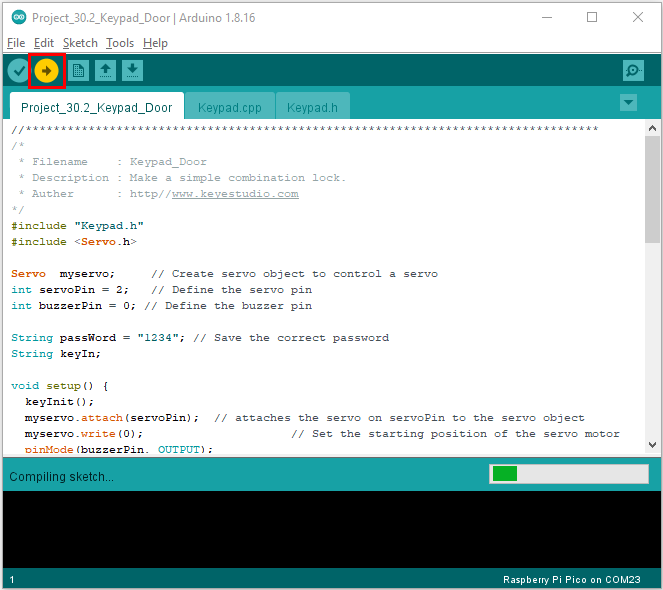 Project_30.2_Keypad_Door | Arduino 1.8.16
File Edit Sketch Tools Help
Project_30.2_Keypad_Door Keypad.cpp Keypad.h
//**********************************************************************************
/*
* Filename : Keypad_Door
* Description : Make a simple combination lock.
* Auther : http//www.keyestudio.com
*/
#include "Keypad.h"
#include <Servo.h>
Servo myservo; // Create servo object to control a servo
int servoPin = 2; // Define the servo pin
int buzzerPin = 0; // Define the buzzer pin
String passWord = "1234"; // Save the correct password
String keyIn;
void setup() {
keyInit();
myservo.attach(servoPin); // attaches the servo on servoPin to the servo object
myservo.write(0); // Set the starting position of the servo motor
pinMode(buzzerPin, OUTPUT);
Compiling sketch...
1 Raspberry Pi Pico on COM23